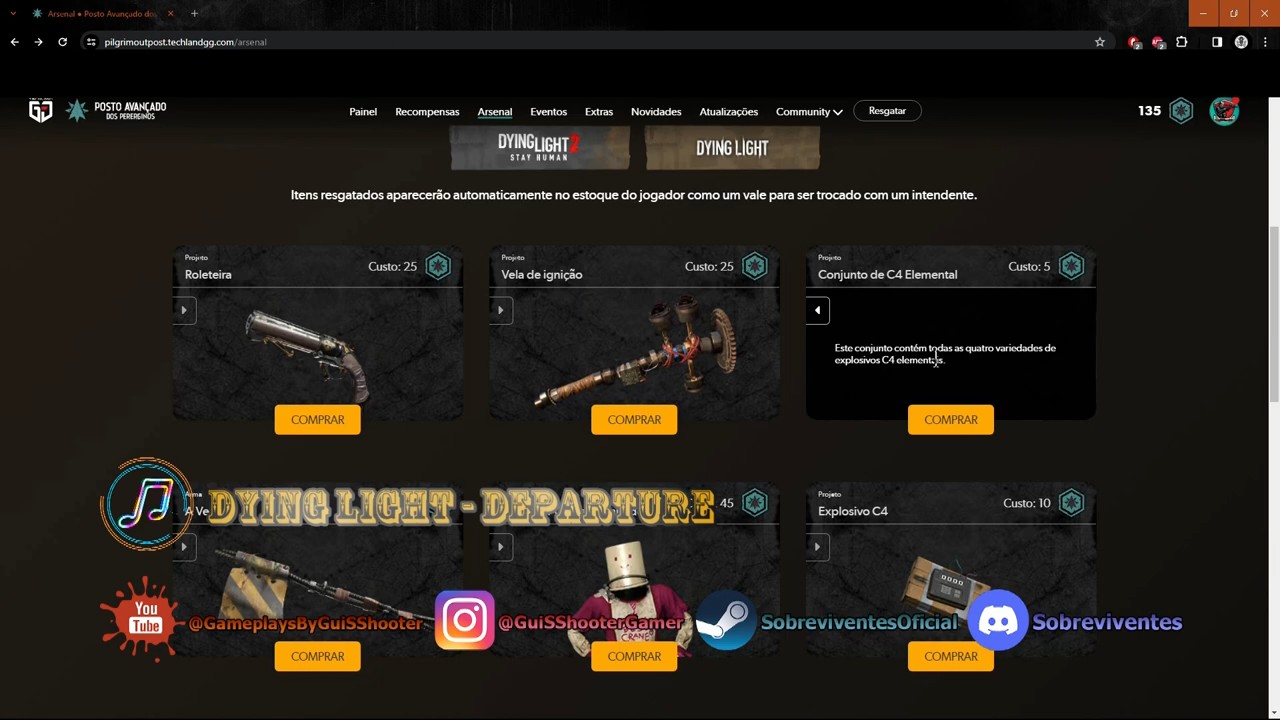 Arsenal • Posto Avançado do
pilgrimoutpost.techlandgg.com/arsenal
POSTO AVANÇADO
DOS PEREGRINOS
Painel
Recompensas
Arsenal
Eventos
Extras
Novidades
Atualizações
Community
Resgatar
135
DYING LIGHT 2
STAY HUMAN
DYING LIGHT
Itens resgatados aparecerão automaticamente no estoque do jogador como um vale para ser trocado com um intendente.
Projeto
Roleteira
Custo: 25
COMPRAR
Projeto
Vela de ignição
Custo: 25
COMPRAR
Projeto
Conjunto de C4 Elemental
Custo: 5
Este conjunto contém todas as quatro variedades de
explosivos C4 elementais.
COMPRAR
A Ve
COMPRAR
45
CRANE
COMPRAR
Projeto
Explosivo C4
Custo: 10
COMPRAR
DYING LIGHT - DEPARTURE
You
Tube
@GameplaysByGuiSShooter
@GuiSShooterGamer
SobreviventesOficial
Sobreviventes